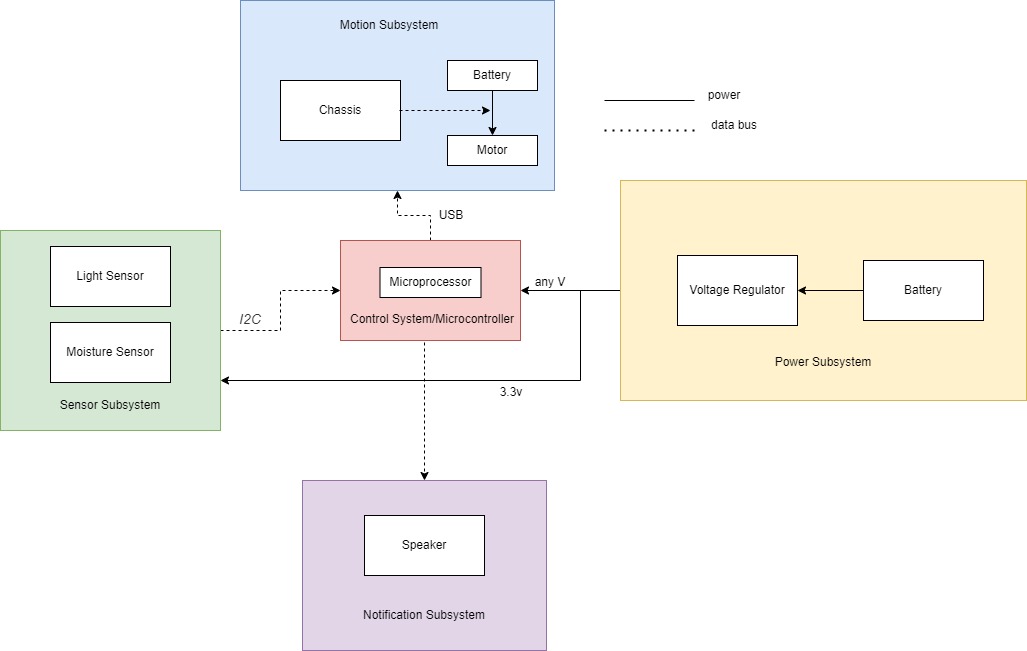 Motion Subsystem
Battery
Chassis
Motor
power
data bus
USB
Light Sensor
Moisture Sensor
Sensor Subsystem
I2C
Microprocessor
Control System/Microcontroller
any V
3.3v
Voltage Regulator
Battery
Power Subsystem
Speaker
Notification Subsystem